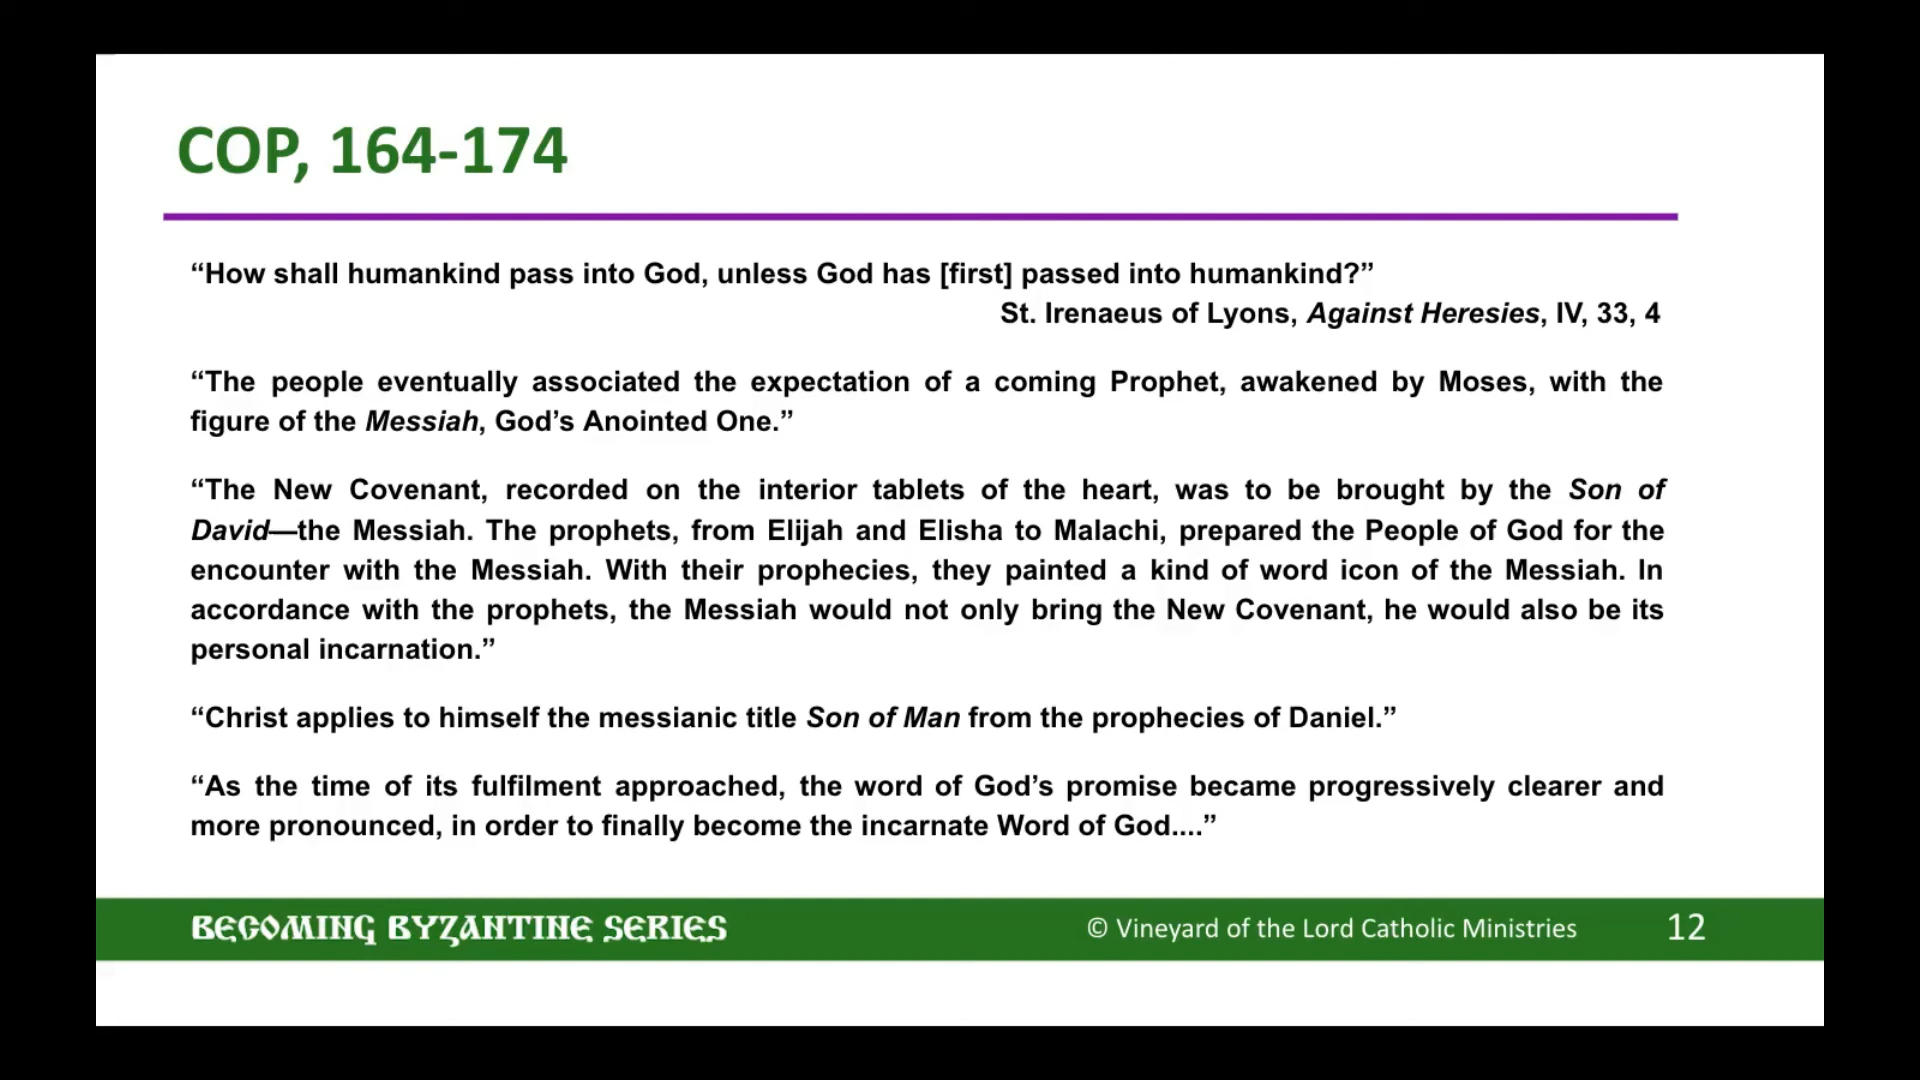 COP, 164-174
“How shall humankind pass into God, unless God has [first] passed into humankind?”
St. Irenaeus of Lyons, Against Heresies, IV, 33, 4
“The people eventually associated the expectation of a coming Prophet, awakened by Moses, with the
figure of the Messiah, God’s Anointed One.”
“The New Covenant, recorded on the interior tablets of the heart, was to be brought by the Son of
David—the Messiah. The prophets, from Elijah and Elisha to Malachi, prepared the People of God for the
encounter with the Messiah. With their prophecies, they painted a kind of word icon of the Messiah. In
accordance with the prophets, the Messiah would not only bring the New Covenant, he would also be its
personal incarnation.”
“Christ applies to himself the messianic title Son of Man from the prophecies of Daniel.”
“As the time of its fulfilment approached, the word of God’s promise became progressively clearer and
more pronounced, in order to finally become the incarnate Word of God....”
BECOMING BYZANTINE SERIES
© Vineyard of the Lord Catholic Ministries
12